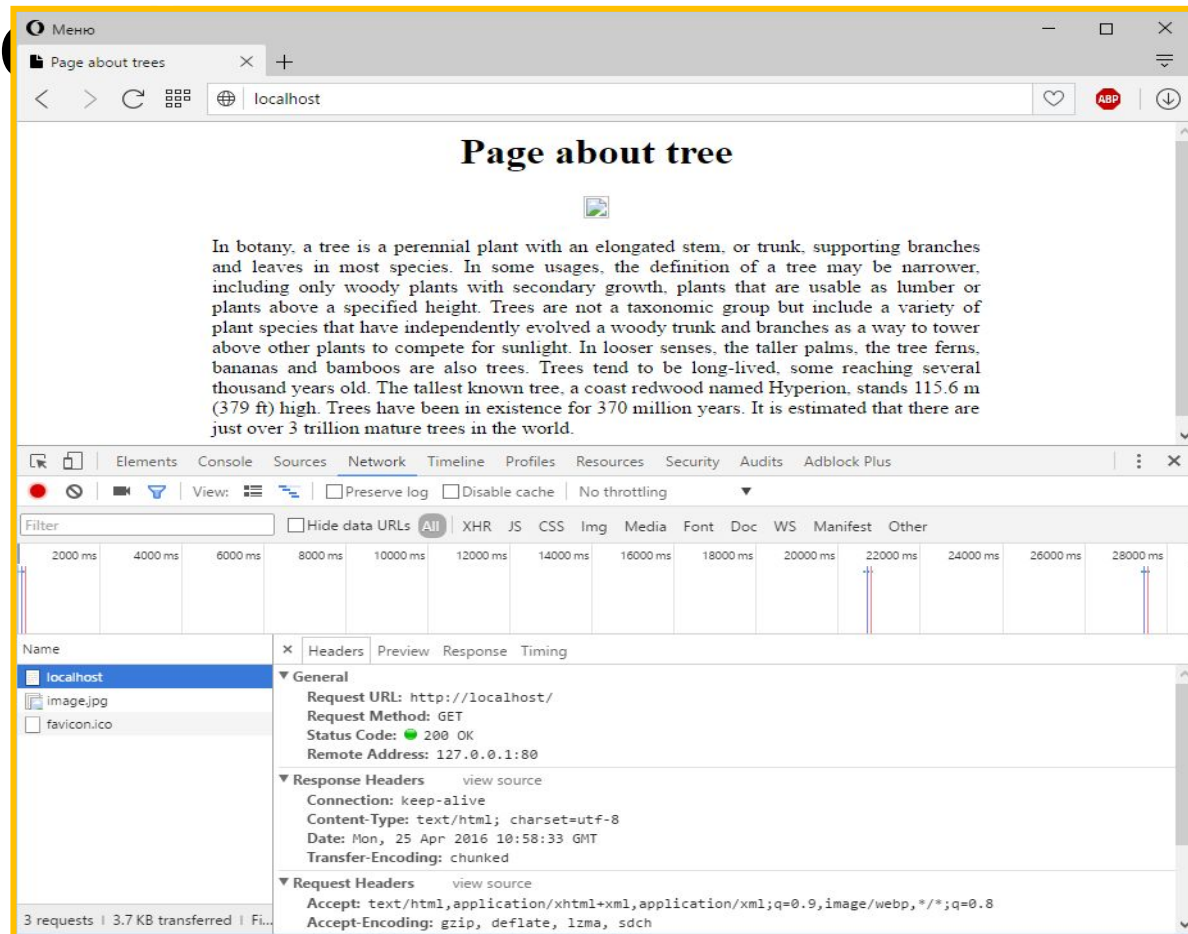 Меню
Page about trees
localhost
ABP
Page about tree
In botany, a tree is a perennial plant with an elongated stem, or trunk, supporting branches
and leaves in most species. In some usages, the definition of a tree may be narrower,
including only woody plants with secondary growth, plants that are usable as lumber or
plants above a specified height. Trees are not a taxonomic group but include a variety of
plant species that have independently evolved a woody trunk and branches as a way to tower
above other plants to compete for sunlight. In looser senses, the taller palms, the tree ferns,
bananas and bamboos are also trees. Trees tend to be long-lived, some reaching several
thousand years old. The tallest known tree, a coast redwood named Hyperion, stands 115.6 m
(379 ft) high. Trees have been in existence for 370 million years. It is estimated that there are
just over 3 trillion mature trees in the world.
Elements Console Sources Network Timeline Profiles Resources Security Audits Adblock Plus
View: Preserve log Disable cache No throttling
Filter Hide data URLs All XHR JS CSS Img Media Font Doc WS Manifest Other
2000 ms 4000 ms 6000 ms 8000 ms 10000 ms 12000 ms 14000 ms 16000 ms 18000 ms 20000 ms 22000 ms 24000 ms 26000 ms 28000 ms
Name
localhost
image.jpg
favicon.ico
3 requests | 3.7 KB transferred | Fi...
Headers Preview Response Timing
General
Request URL: http://localhost/
Request Method: GET
Status Code: 200 OK
Remote Address: 127.0.0.1:80
Response Headers view source
Connection: keep-alive
Content-Type: text/html; charset=utf-8
Date: Mon, 25 Apr 2016 10:58:33 GMT
Transfer-Encoding: chunked
Request Headers view source
Accept: text/html,application/xhtml+xml,application/xml;q=0.9,image/webp,*/*;q=0.8
Accept-Encoding: gzip, deflate, lzma, sdch